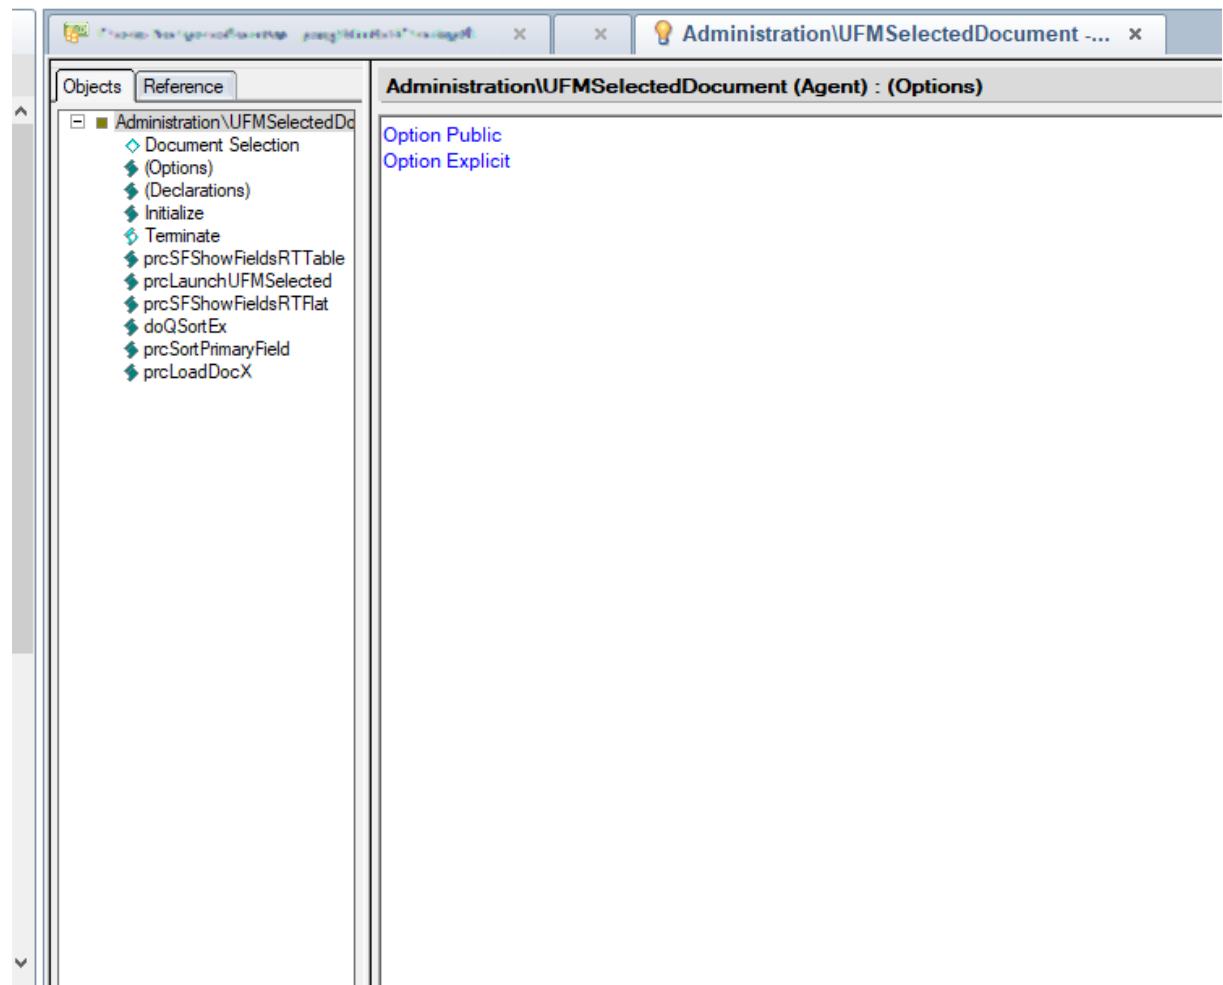 Administration\UFMSelectedDocument -...
Objects
Reference
Administration\UFMSelectedDocument (Agent) : (Options)
Administration\UFMSelectedDo
Document Selection
(Options)
(Declarations)
Initialize
Terminate
prcSFShowFieldsRTTable
prcLaunchUFMSelected
prcSFShowFieldsRTFlat
doQSortEx
prcSortPrimaryField
prcLoadDocX
Option Public
Option Explicit